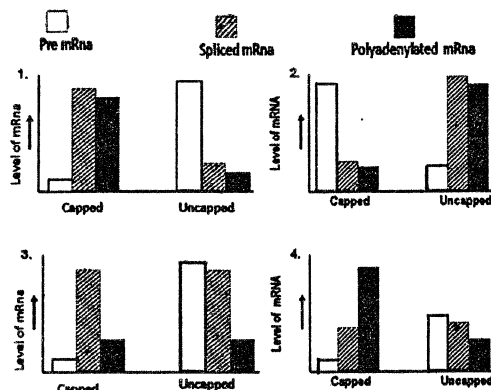 Pre mRna
Spliced mRna
Polyadenylated mRna
1.
Level of mRna
Capped
Uncapped
2.
Level of mRNA
Capped
Uncapped
3.
Level of mRna
Capped
Uncapped
4.
Level of mRNA
Capped
Uncapped